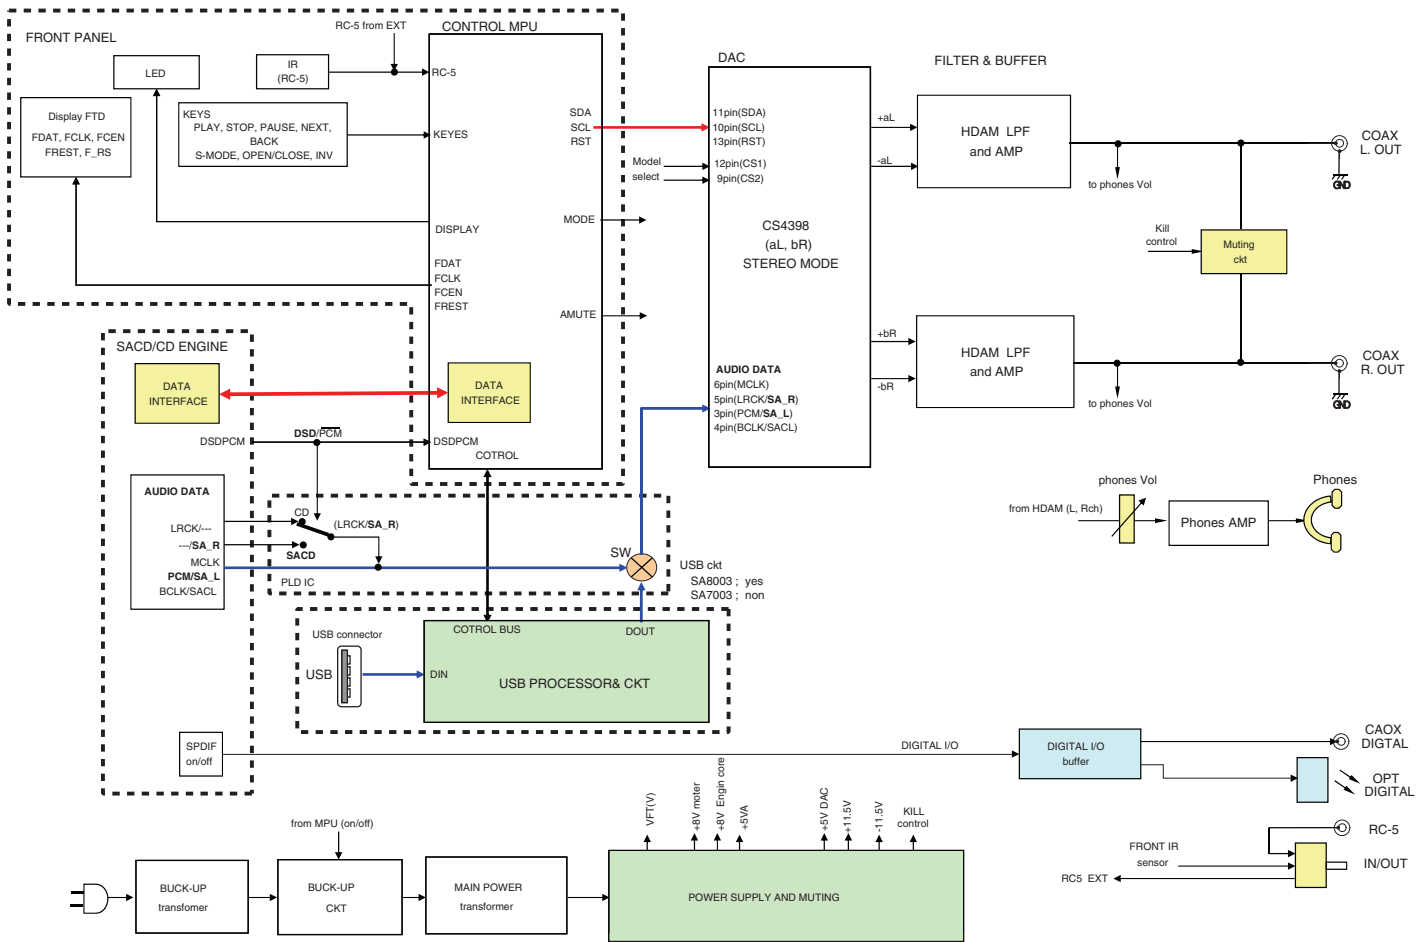 FRONT PANEL
LED
IR
(RC-5)
RC-5 from EXT
Display FTD
FDAT, FCLK, FCEN
FREST, F_RS
KEYS
PLAY, STOP, PAUSE, NEXT,
BACK
S-MODE, OPEN/CLOSE, INV
CONTROL MPU
RC-5
KEYES
SDA
SCL
RST
MODE
DISPLAY
FDAT
FCLK
FCEN
FREST
AMUTE
DATA
INTERFACE
DSDPCM
COTROL
DAC
11pin(SDA)
10pin(SCL)
13pin(RST)
12pin(CS1)
9pin(CS2)
Model
select
CS4398
(aL, bR)
STEREO MODE
AUDIO DATA
6pin(MCLK)
5pin(LRCK/SA_R)
3pin(PCM/SA_L)
4pin(BCLK/SACL)
FILTER & BUFFER
+aL
-aL
HDAM LPF
and AMP
to phones Vol
COAX
L. OUT
GND
Kill
control
Muting
ckt
+bR
-bR
HDAM LPF
and AMP
to phones Vol
COAX
R. OUT
GND
SACD/CD ENGINE
DATA
INTERFACE
DSDPCM
DSD/PCM
AUDIO DATA
LRCK/---
---/SA_R
MCLK
PCM/SA_L
BCLK/SACL
CD
(LRCK/SA_R)
SACD
PLD IC
SW
USB ckt
SA8003 ; yes
SA7003 ; non
phones Vol
from HDAM (L, Rch)
Phones AMP
Phones
USB connector
USB
COTROL BUS
DOUT
DIN
USB PROCESSOR& CKT
SPDIF
on/off
DIGITAL I/O
DIGITAL I/O
buffer
CAOX
DIGTAL
OPT
DIGITAL
RC-5
IN/OUT
FRONT IR
sensor
RC5 EXT
from MPU (on/off)
BUCK-UP
transfomer
BUCK-UP
CKT
MAIN POWER
transformer
VFT(V)
+8V moter
+8V Engin core
+5VA
+5V DAC
+11.5V
-11.5V
KILL
control
POWER SUPPLY AND MUTING